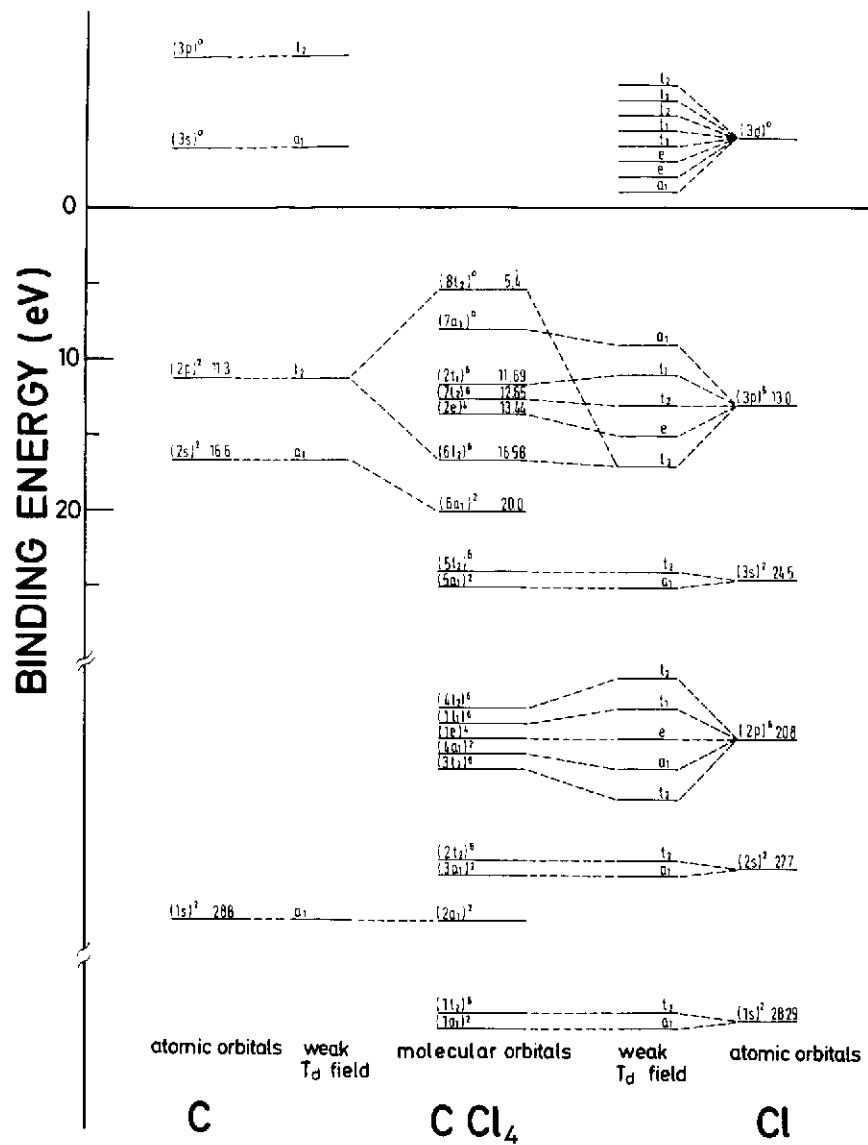 (3p)⁰ t₂
t₂
t₂
t₂
(3s)⁰ a₁ t₁ (3d)⁰
t₁
e
e
a₁
0
BINDING ENERGY (eV)
(8t₂)⁰ 5.4
(7a₁)⁰ a₁
10
(2p)² 11.3 t₂ (2t₁)⁶ 11.69 t₁
(7t₂)⁶ 12.65 t₂ (3p)⁵ 13.0
(2e)⁴ 13.44 e
(2s)² 16.6 a₁ (6t₂)⁶ 16.58 t₂
20 (6a₁)² 20.0
(5t₂)⁶ t₂ (3s)² 24.5
(5a₁)² a₁
t₂
(4t₂)⁶ t₁
(1t₁)⁶
(1e)⁴ e (2p)⁶ 208
(4a₁)² a₁
(3t₂)⁶ t₂
(2t₂)⁶ t₂ (2s)² 277
(3a₁)² a₁
(1s)² 288 a₁ (2a₁)²
(1t₂)⁶ t₂ (1s)² 2829
(1a₁)² a₁
atomic orbitals weak molecular orbitals weak atomic orbitals
T_d field T_d field
C C Cl₄ Cl